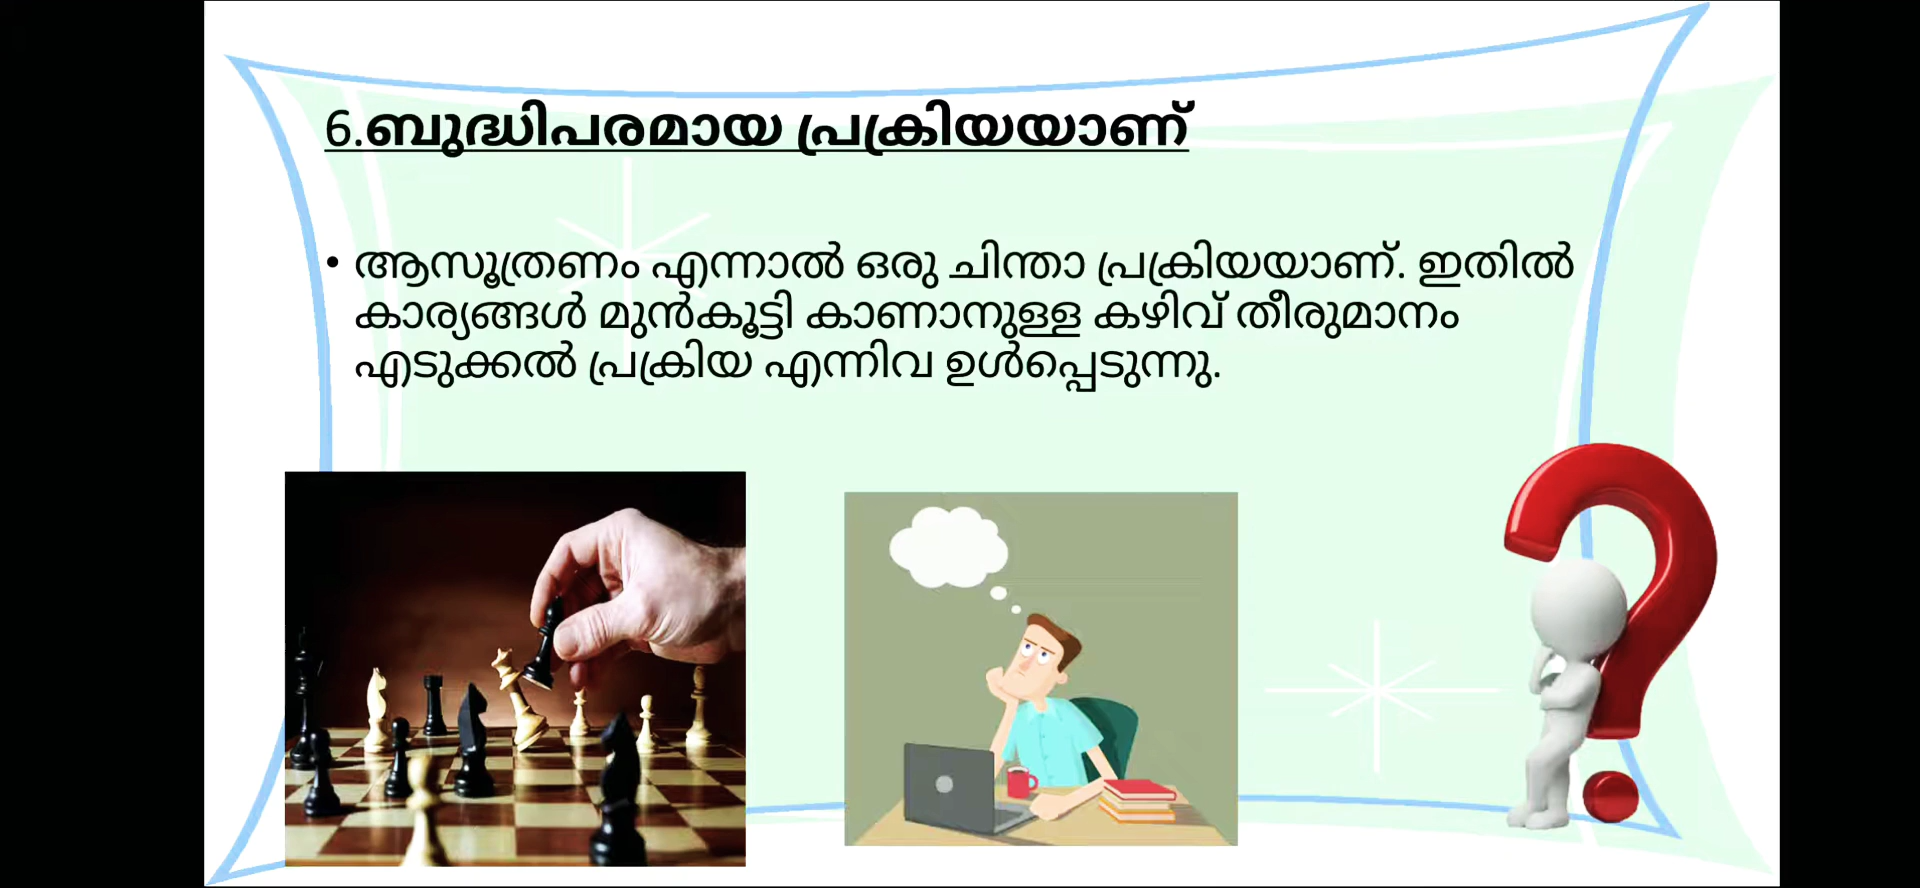 6.ബുദ്ധിപരമായ പ്രക്രിയയാണ്
• ആസൂത്രണം എന്നാൽ ഒരു ചിന്താ പ്രക്രിയയാണ്. ഇതിൽ
കാര്യങ്ങൾ മുൻകൂട്ടി കാണാനുള്ള കഴിവ് തീരുമാനം
എടുക്കൽ പ്രക്രിയ എന്നിവ ഉൾപ്പെടുന്നു.